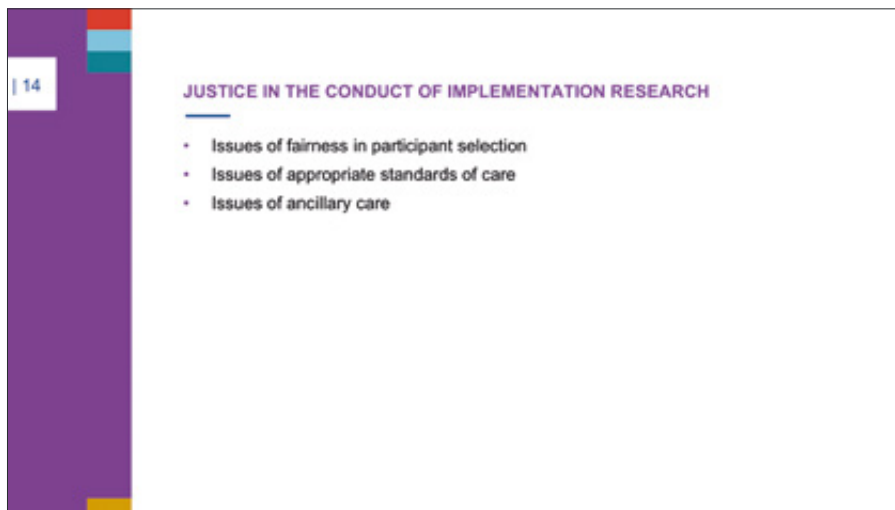 | 14
JUSTICE IN THE CONDUCT OF IMPLEMENTATION RESEARCH
• Issues of fairness in participant selection
• Issues of appropriate standards of care
• Issues of ancillary care